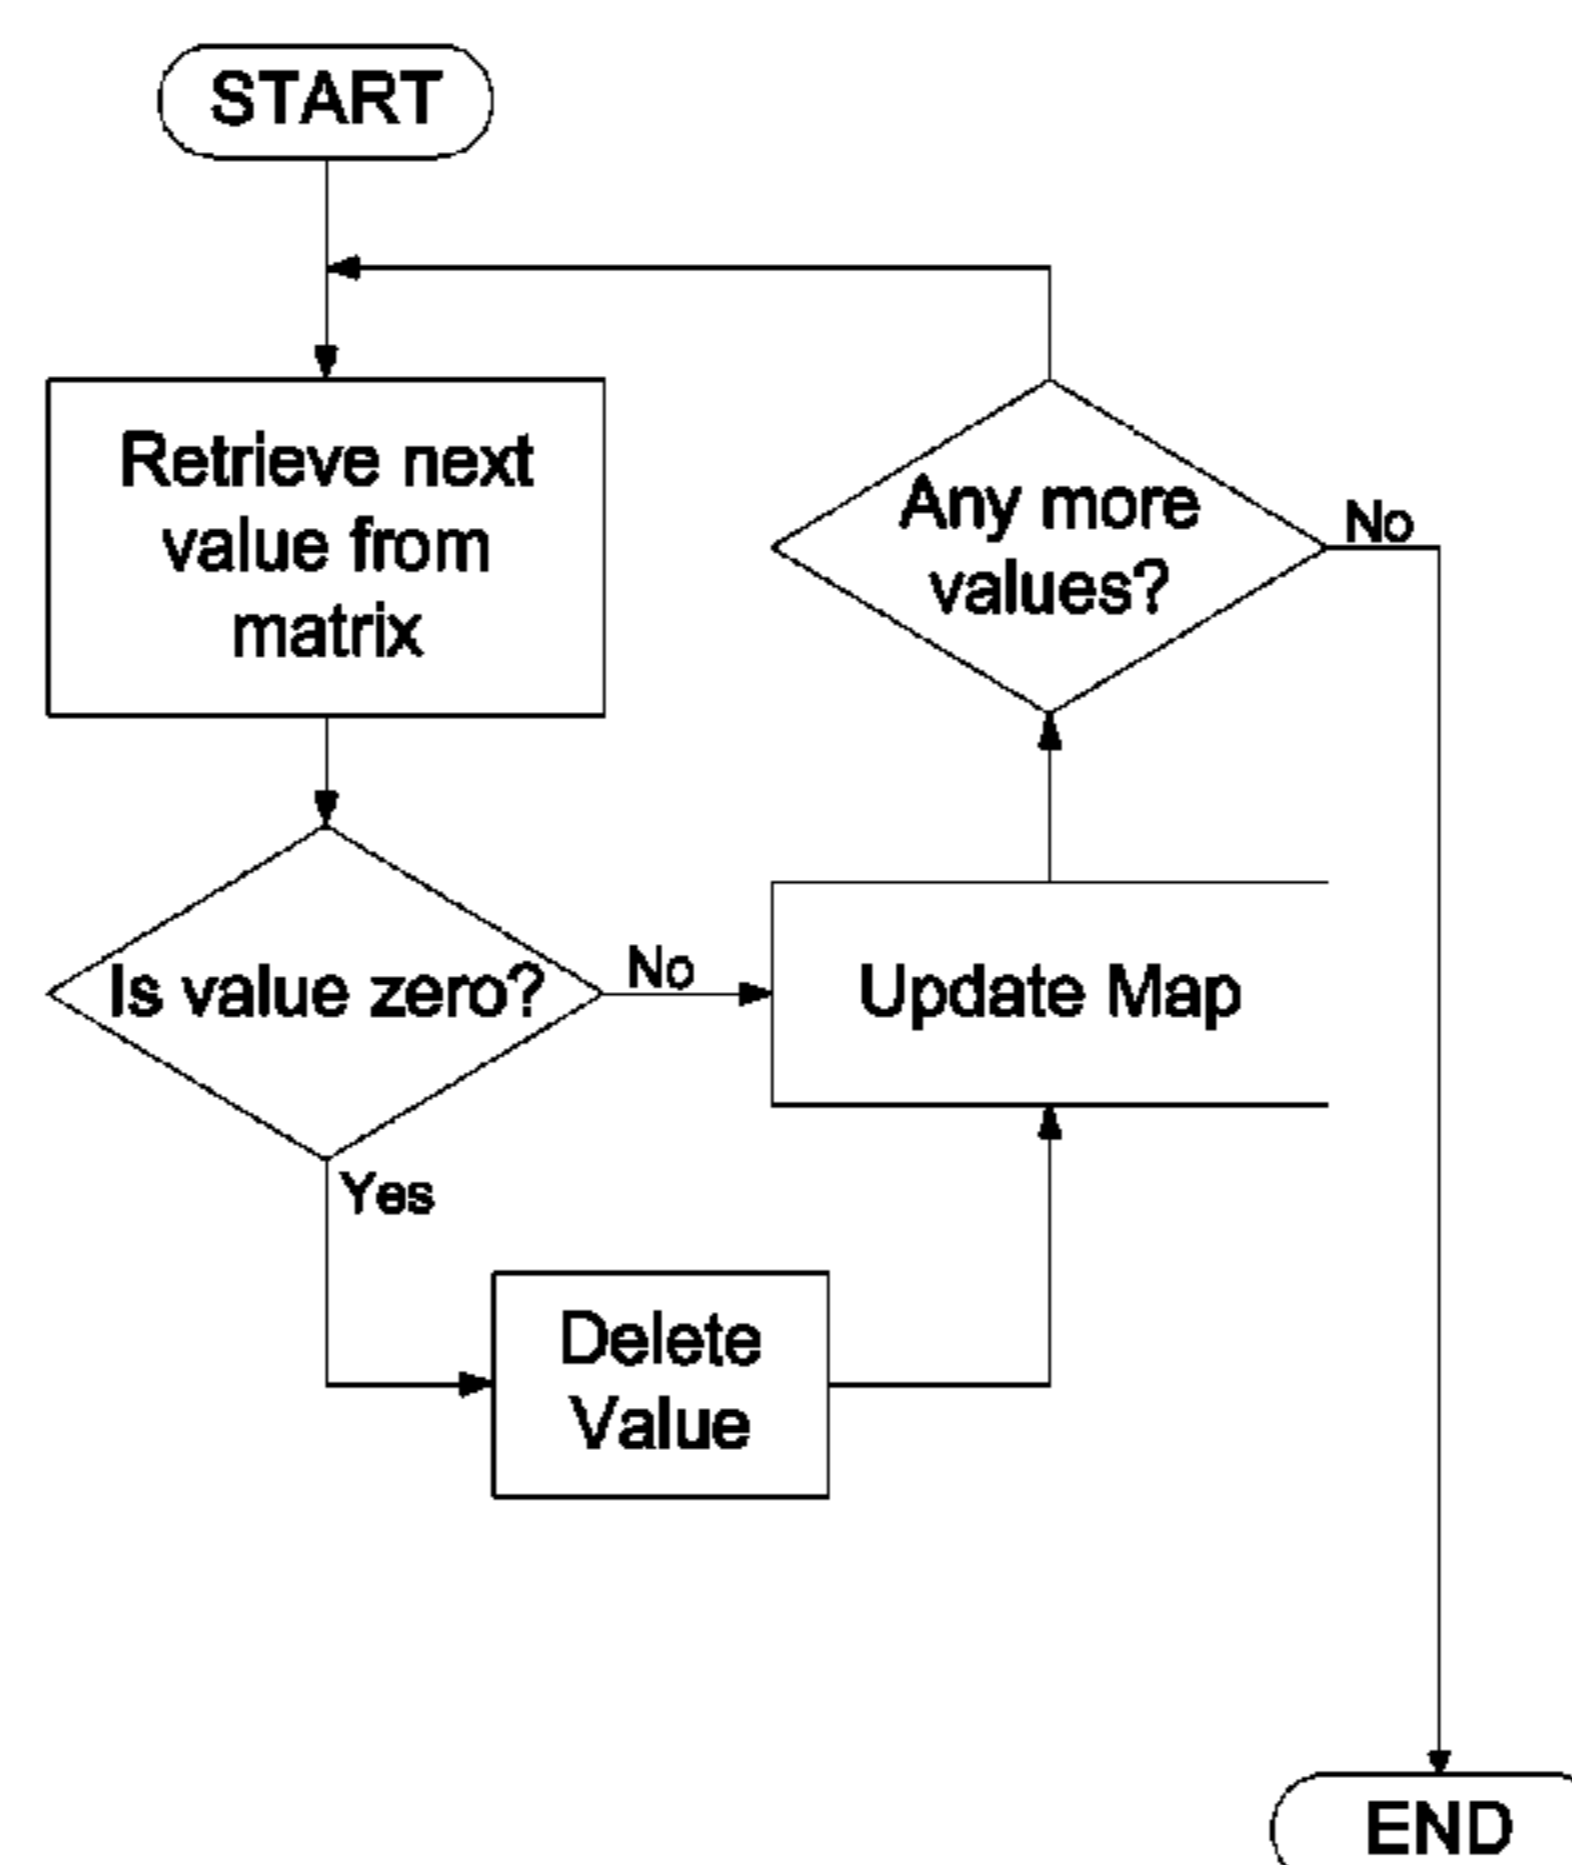 START
Retrieve next
value from
matrix
Any more
values?
No
Is value zero?
No
Update Map
Yes
Delete
Value
END